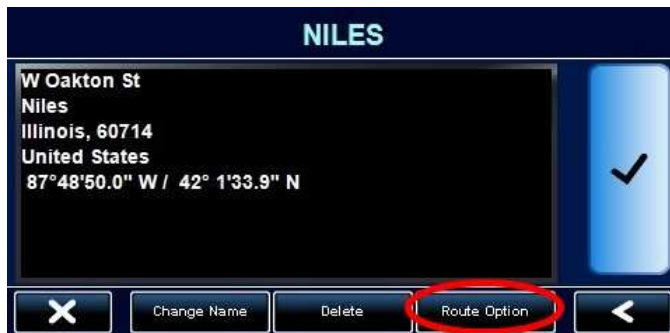 NILES
W Oakton St
Niles
Illinois, 60714
United States
87°48'50.0" W / 42° 1'33.9" N
Change Name Delete Route Option